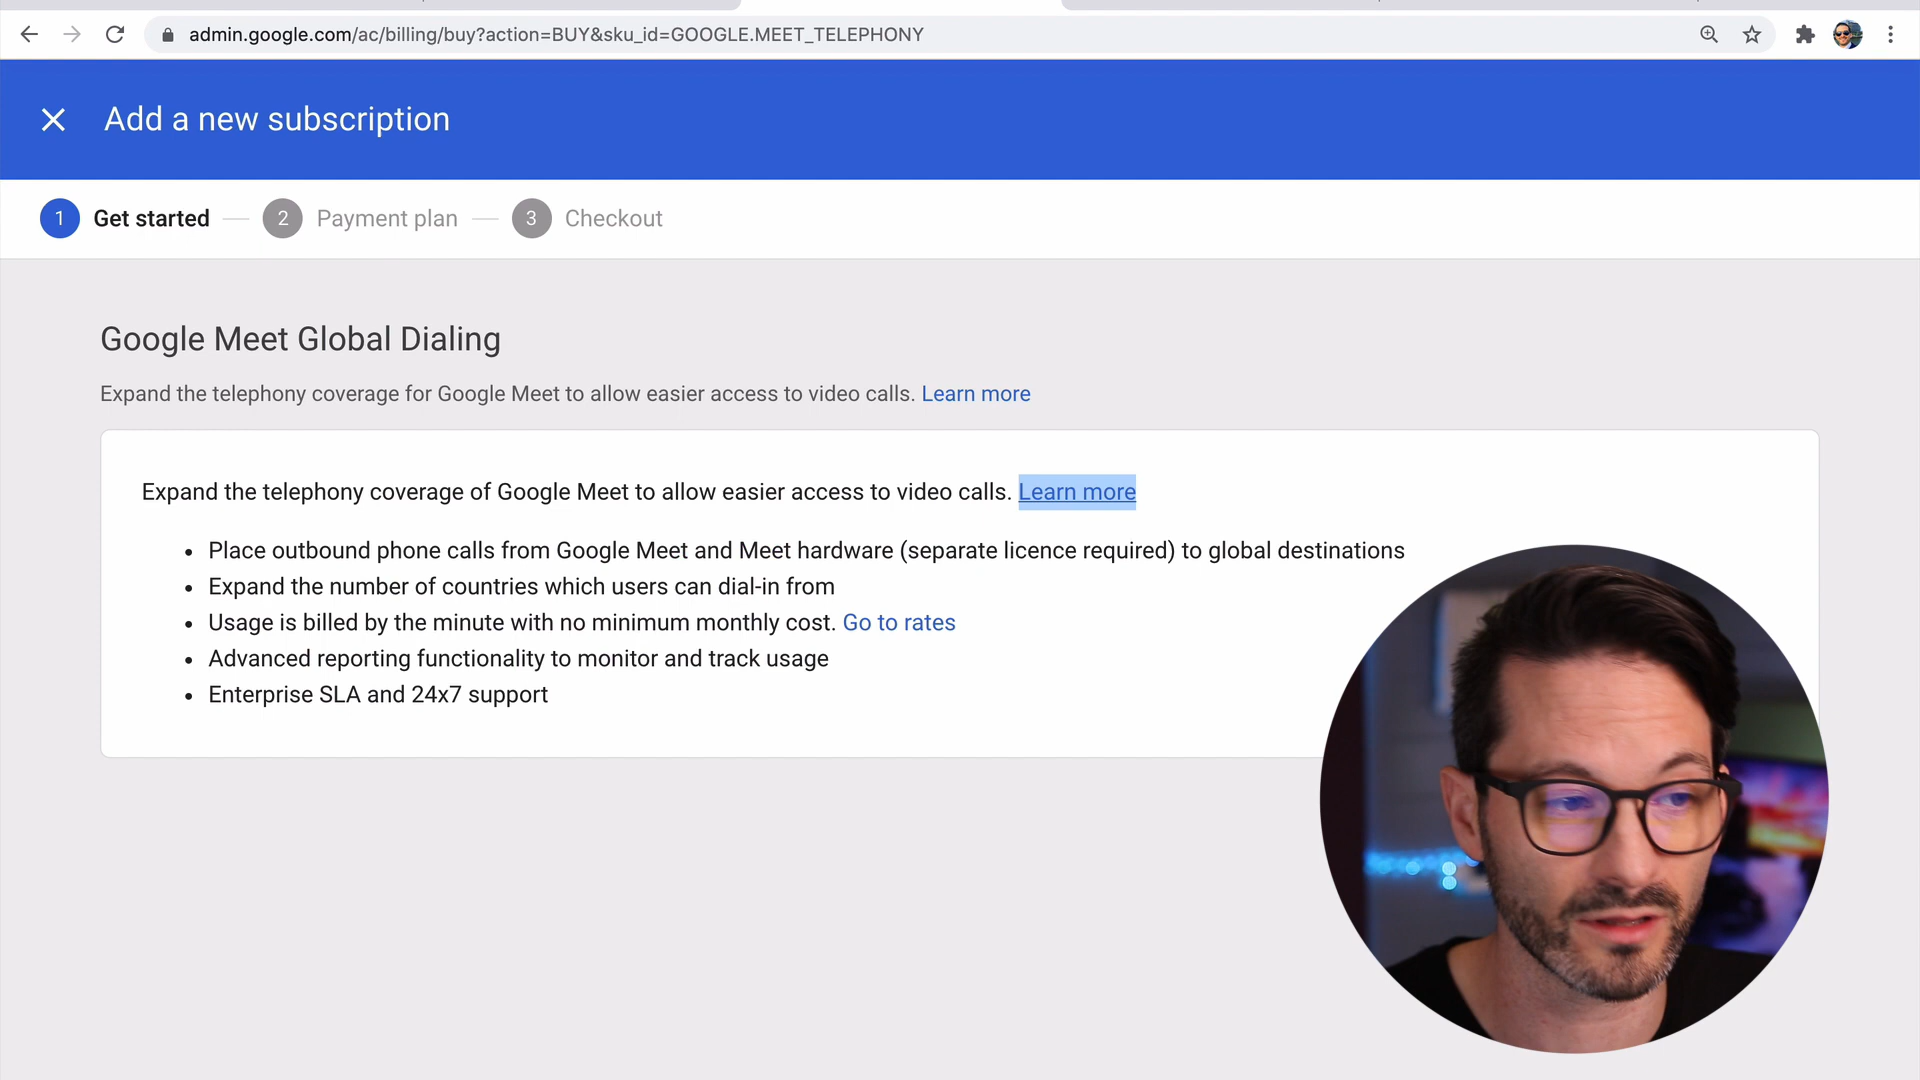 admin.google.com/ac/billing/buy?action=BUY&sku_id=GOOGLE.MEET_TELEPHONY
Add a new subscription
1 Get started 2 Payment plan 3 Checkout
Google Meet Global Dialing
Expand the telephony coverage for Google Meet to allow easier access to video calls. Learn more
Expand the telephony coverage of Google Meet to allow easier access to video calls. Learn more
• Place outbound phone calls from Google Meet and Meet hardware (separate licence required) to global destinations
• Expand the number of countries which users can dial-in from
• Usage is billed by the minute with no minimum monthly cost. Go to rates
• Advanced reporting functionality to monitor and track usage
• Enterprise SLA and 24x7 support